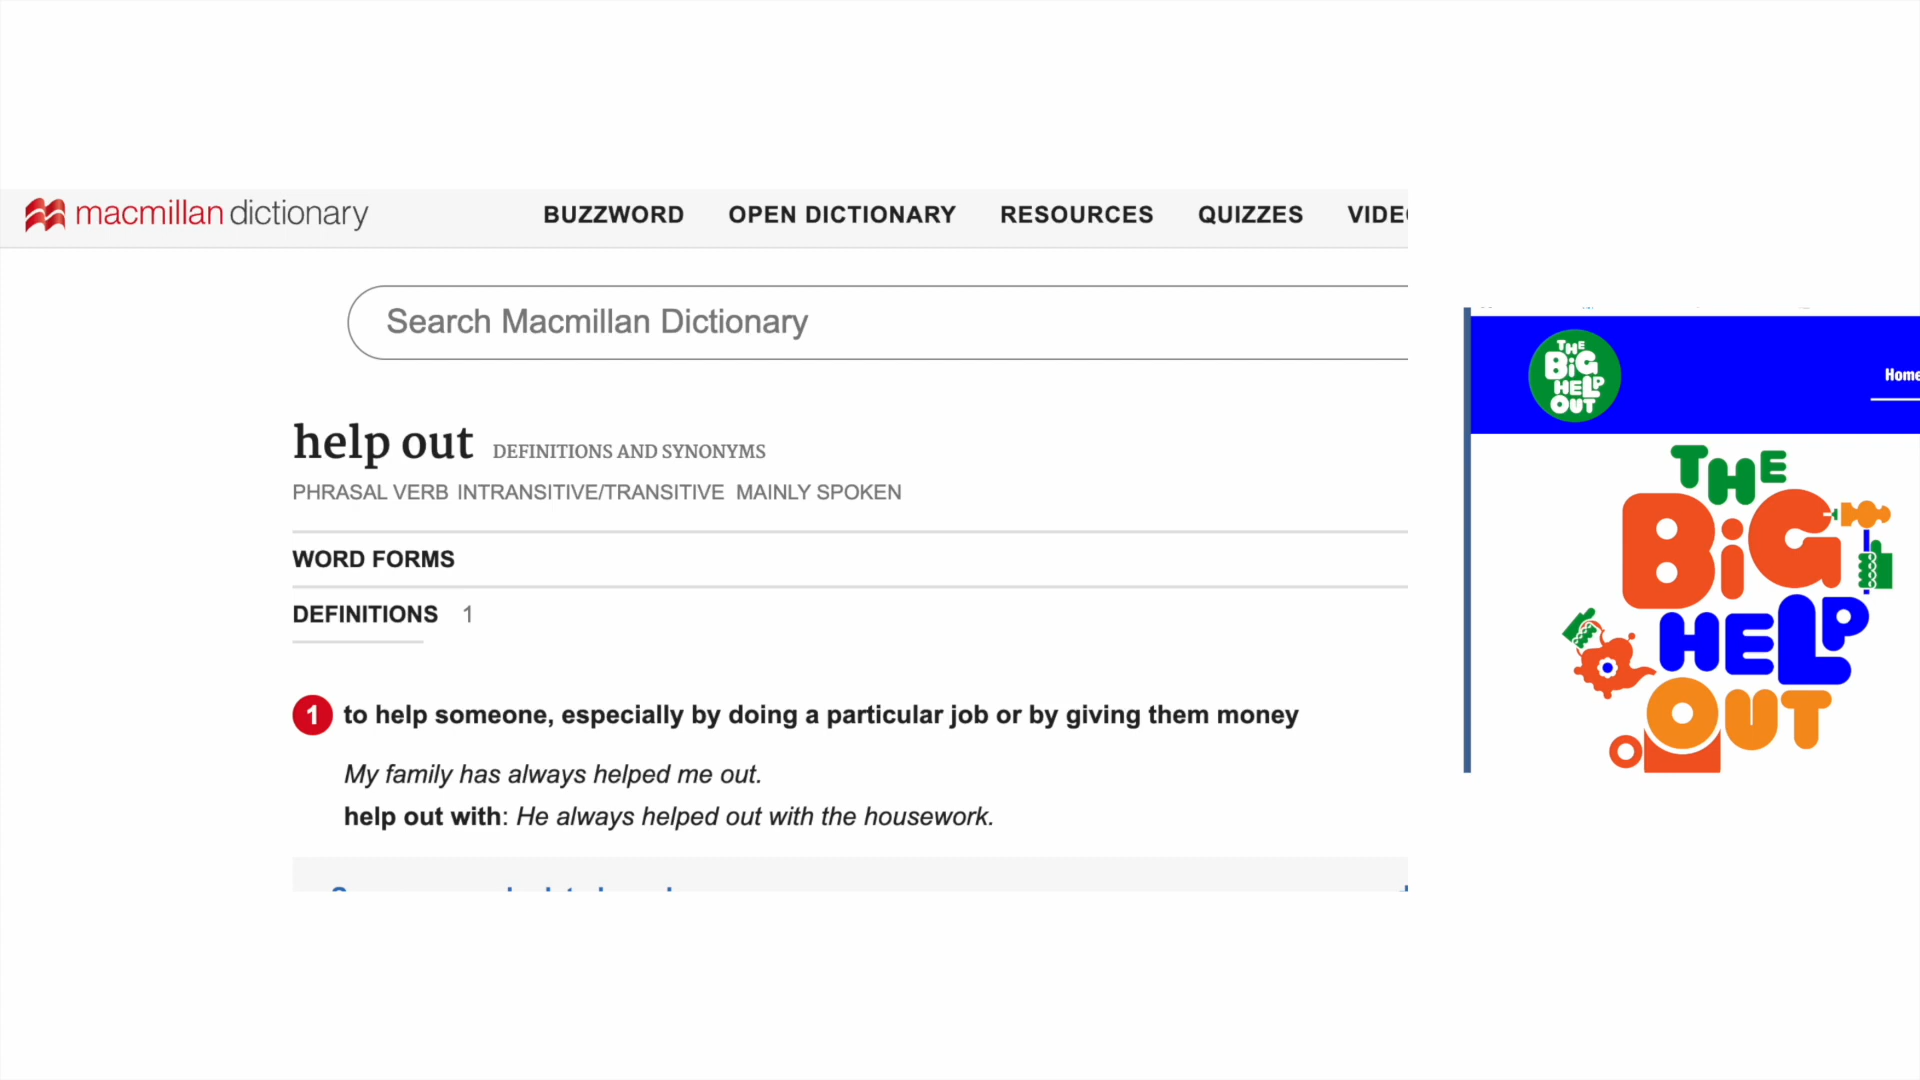 macmillan dictionary
BUZZWORD OPEN DICTIONARY RESOURCES QUIZZES
Search Macmillan Dictionary
help out DEFINITIONS AND SYNONYMS
PHRASAL VERB INTRANSITIVE/TRANSITIVE MAINLY SPOKEN
WORD FORMS
DEFINITIONS 1
1 to help someone, especially by doing a particular job or by giving them money
My family has always helped me out.
help out with: He always helped out with the housework.
THE
BiG
HELP
OUT
Home
THE
BiG
HELP
OUT